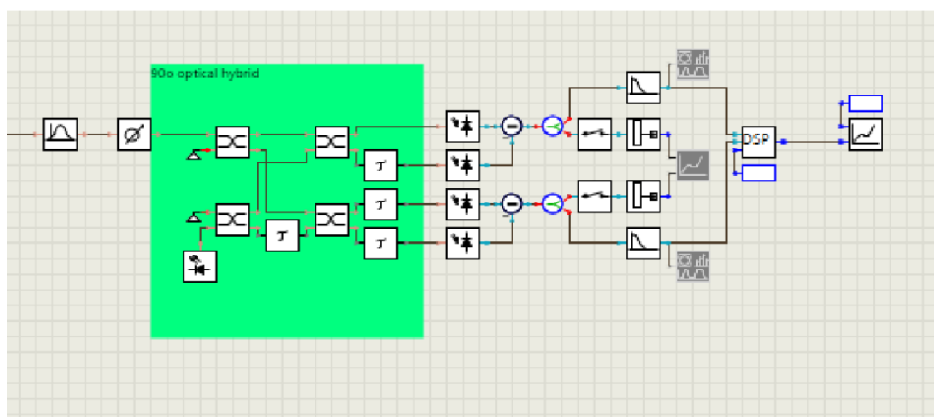 90o optical hybrid
τ
τ
τ
τ
DSP